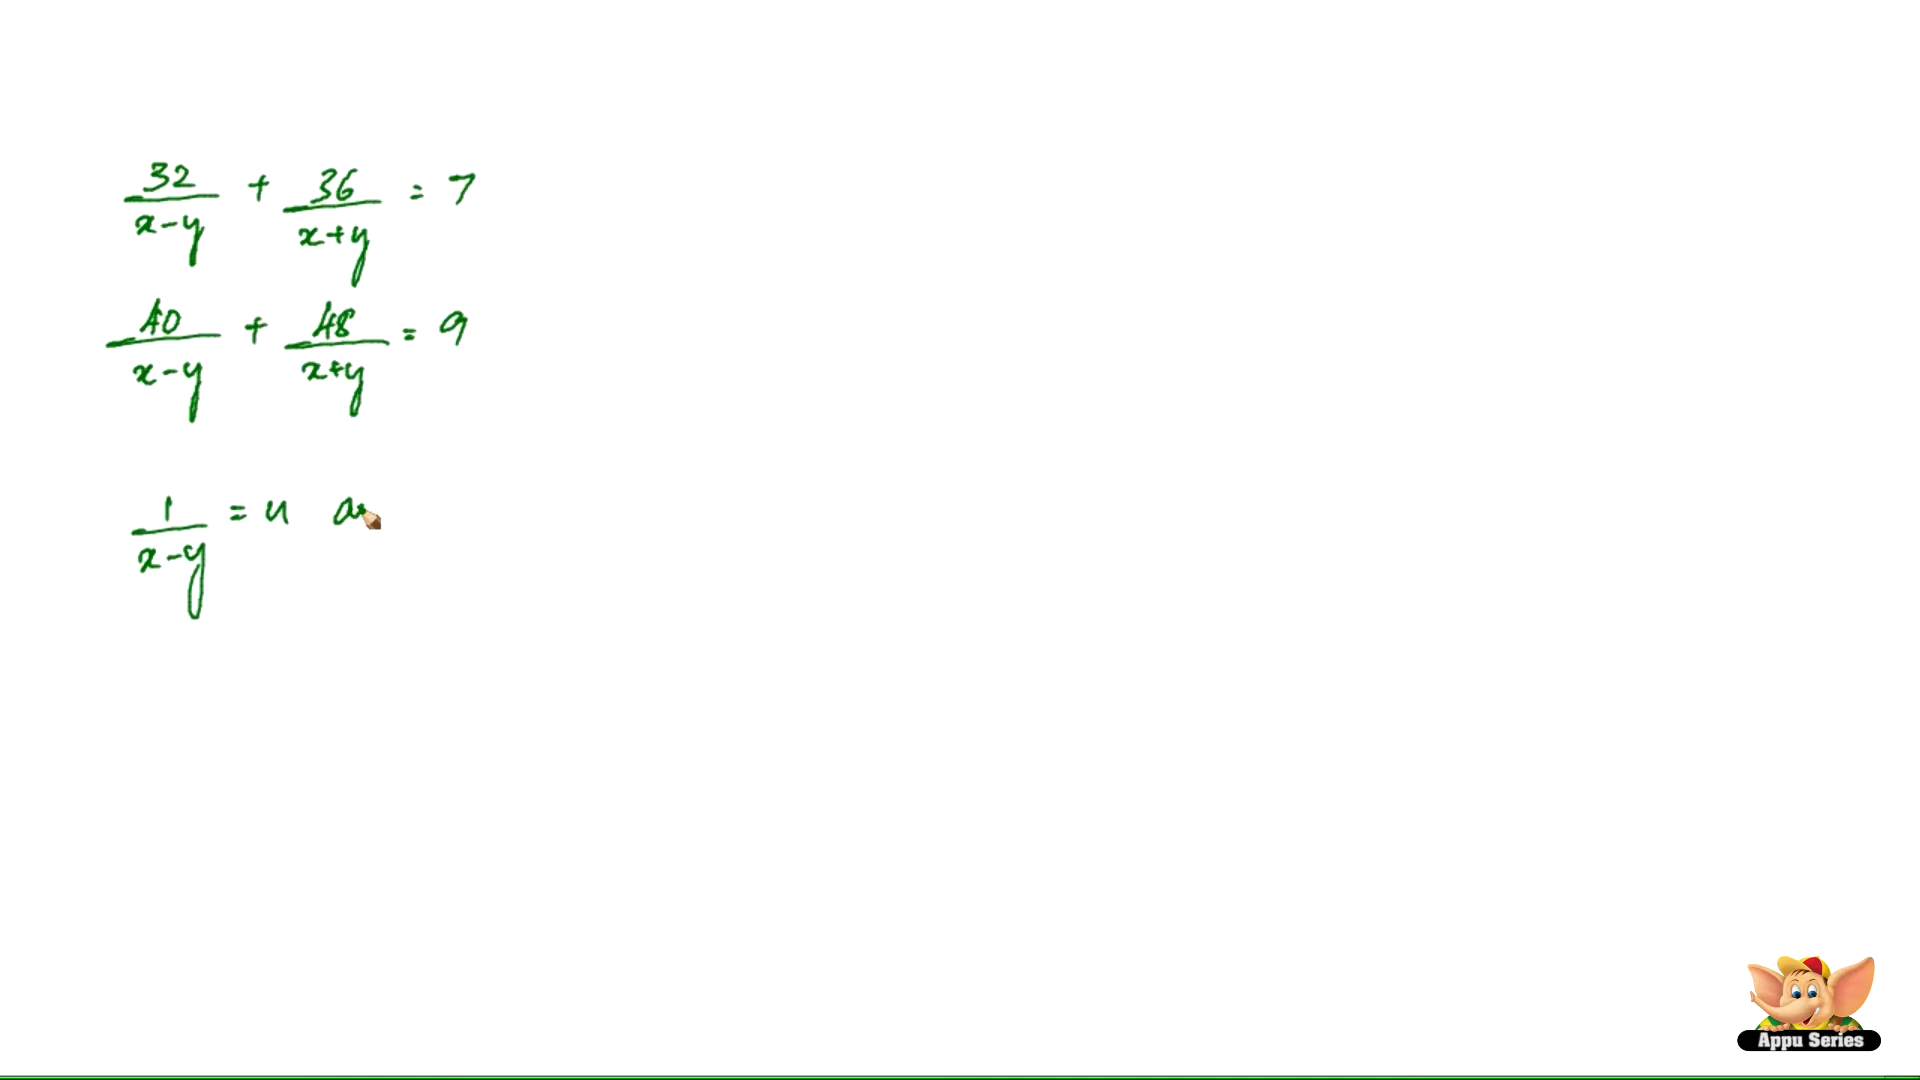 32/(x-y) + 36/(x+y) = 7
40/(x-y) + 48/(x+y) = 9
1/(x-y) = u a
Appu Series